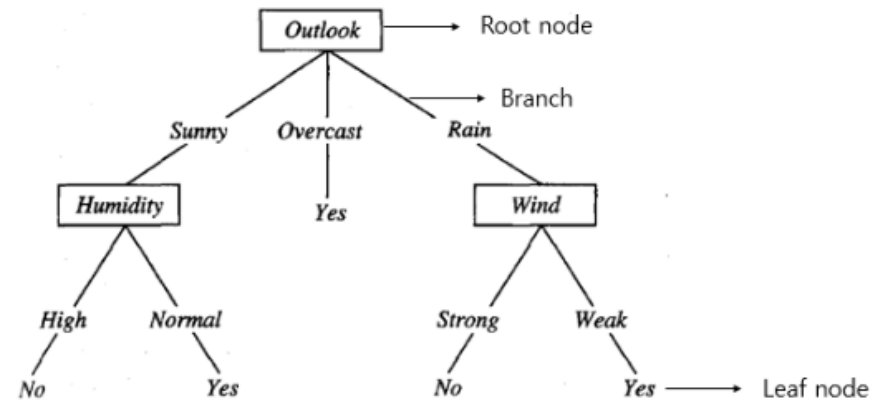 Outlook
Root node
Branch
Sunny
Overcast
Rain
Humidity
Yes
Wind
High
Normal
Strong
Weak
No
Yes
No
Yes
Leaf node